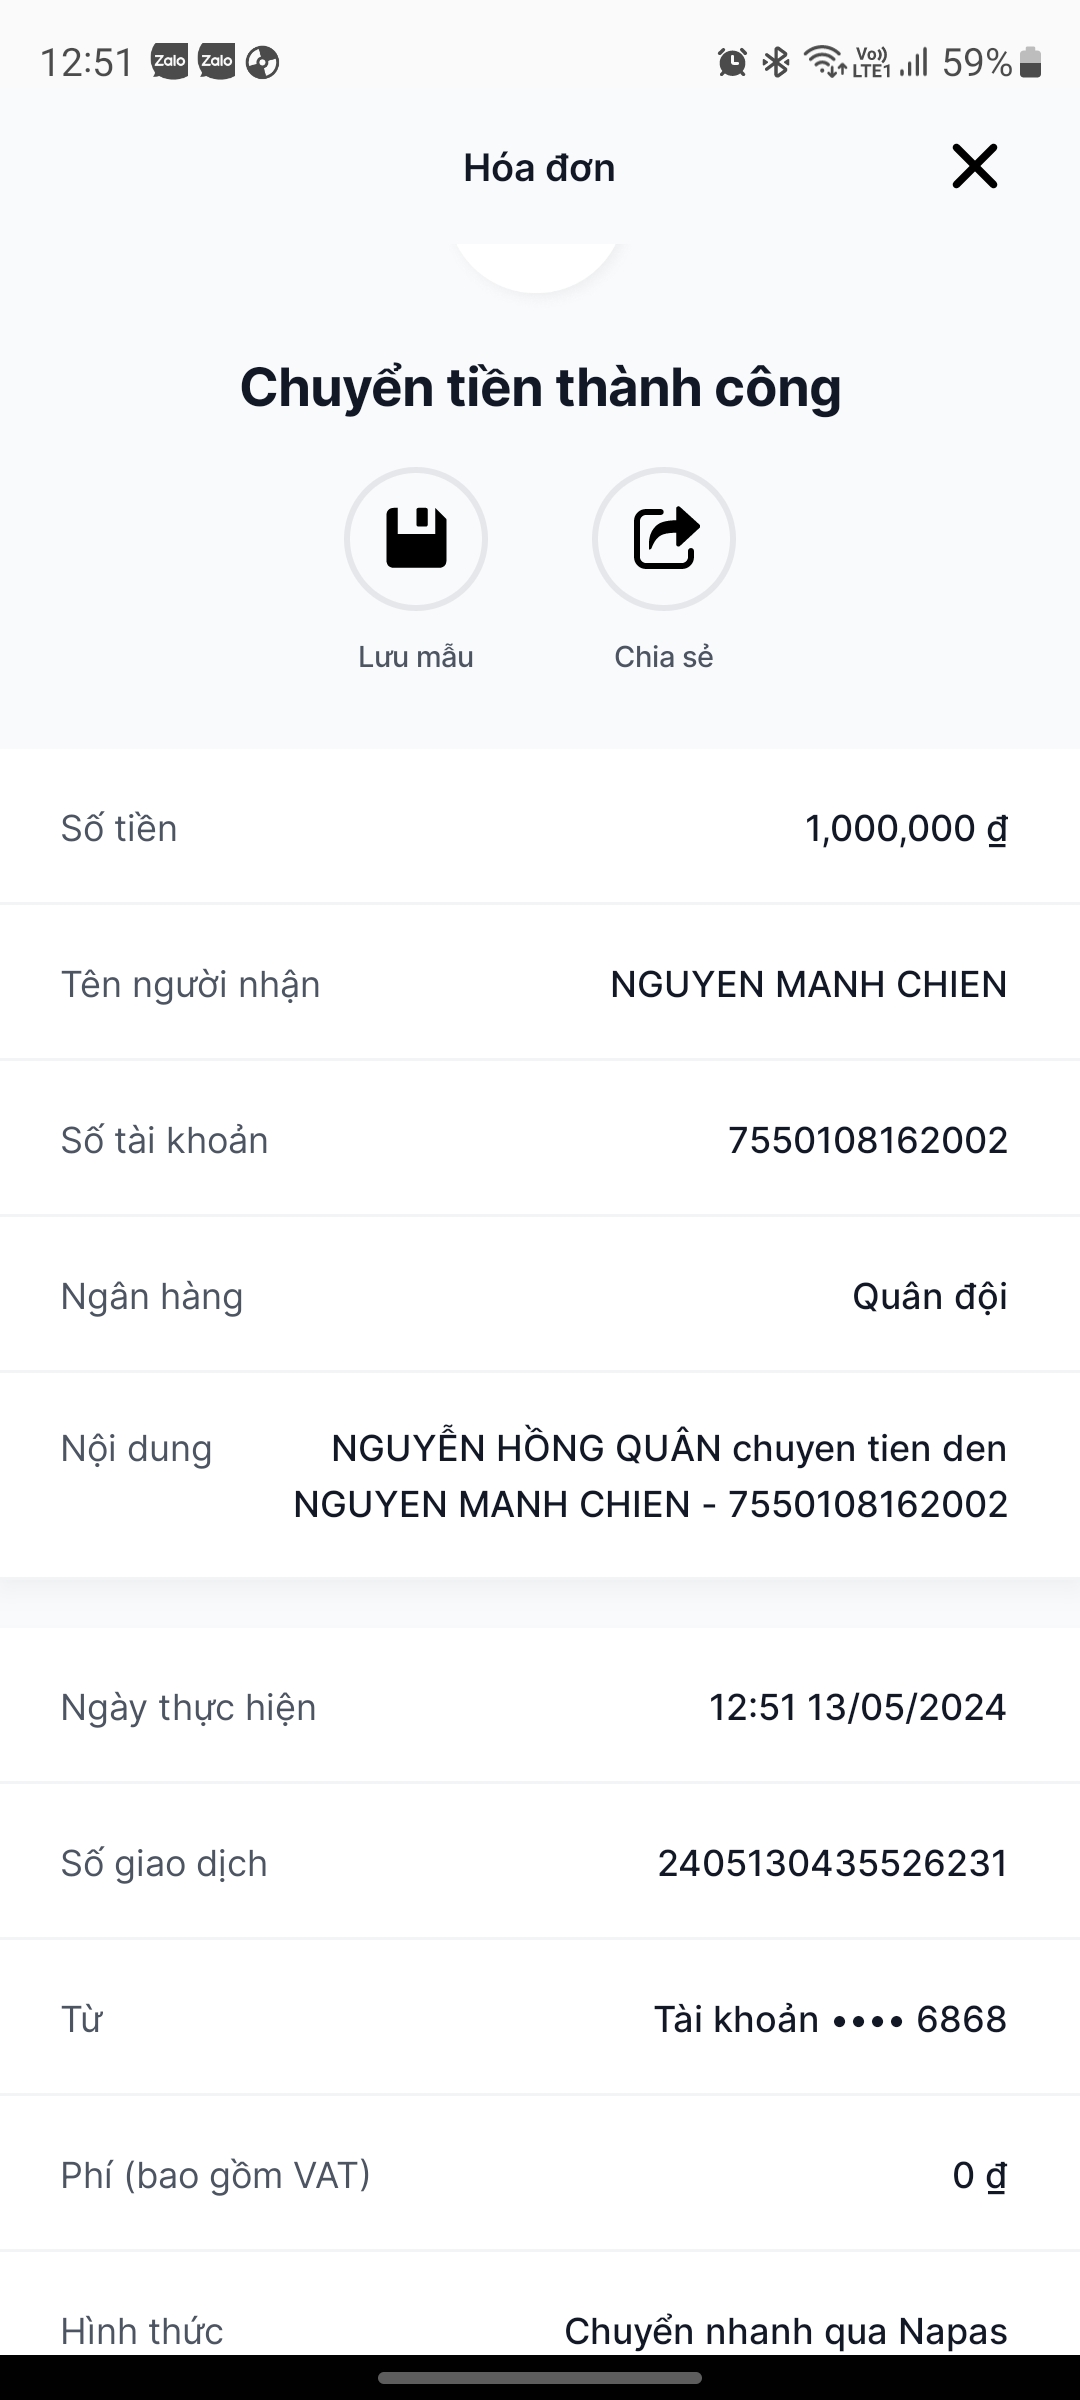 12:51 Zalo Zalo Vo)) LTE1 59%
Hóa đơn
Chuyển tiền thành công
Lưu mẫu Chia sẻ
Số tiền 1,000,000 ₫
Tên người nhận NGUYEN MANH CHIEN
Số tài khoản 7550108162002
Ngân hàng Quân đội
Nội dung NGUYỄN HỒNG QUÂN chuyen tien den
NGUYEN MANH CHIEN - 7550108162002
Ngày thực hiện 12:51 13/05/2024
Số giao dịch 2405130435526231
Từ Tài khoản •••• 6868
Phí (bao gồm VAT) 0 ₫
Hình thức Chuyển nhanh qua Napas